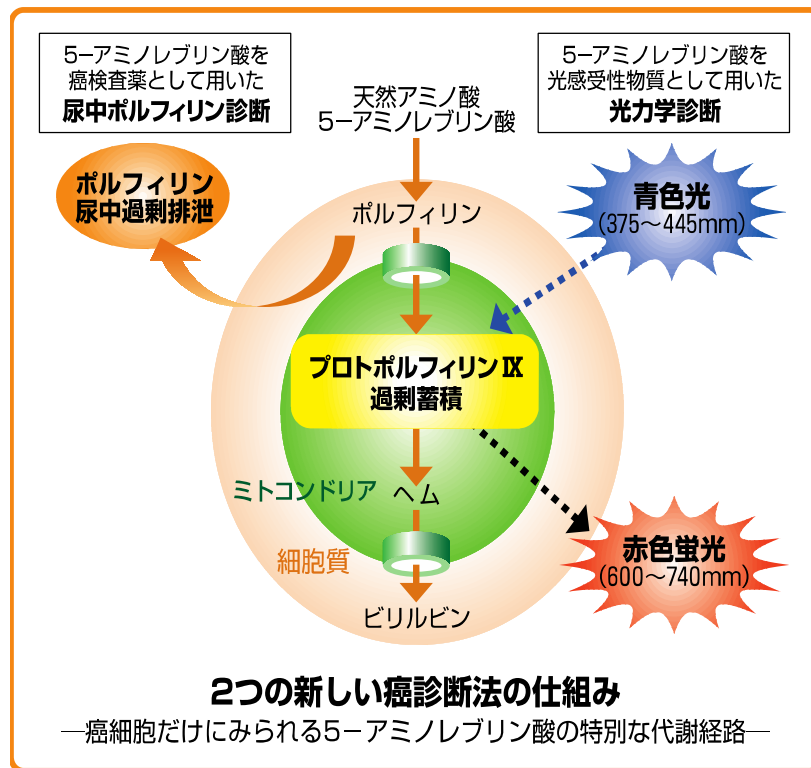 5ーアミノレブリン酸を
癌検査薬として用いた
尿中ポルフィリン診断
5ーアミノレブリン酸を
光感受性物質として用いた
光力学診断
天然アミノ酸
5ーアミノレブリン酸
ポルフィリン
尿中過剰排泄
ポルフィリン
青色光
(375〜445mm)
プロトポルフィリンⅨ
過剰蓄積
ミトコンドリア
ヘム
細胞質
赤色蛍光
(600〜740mm)
ビリルビン
2つの新しい癌診断法の仕組み
―癌細胞だけにみられる5ーアミノレブリン酸の特別な代謝経路―